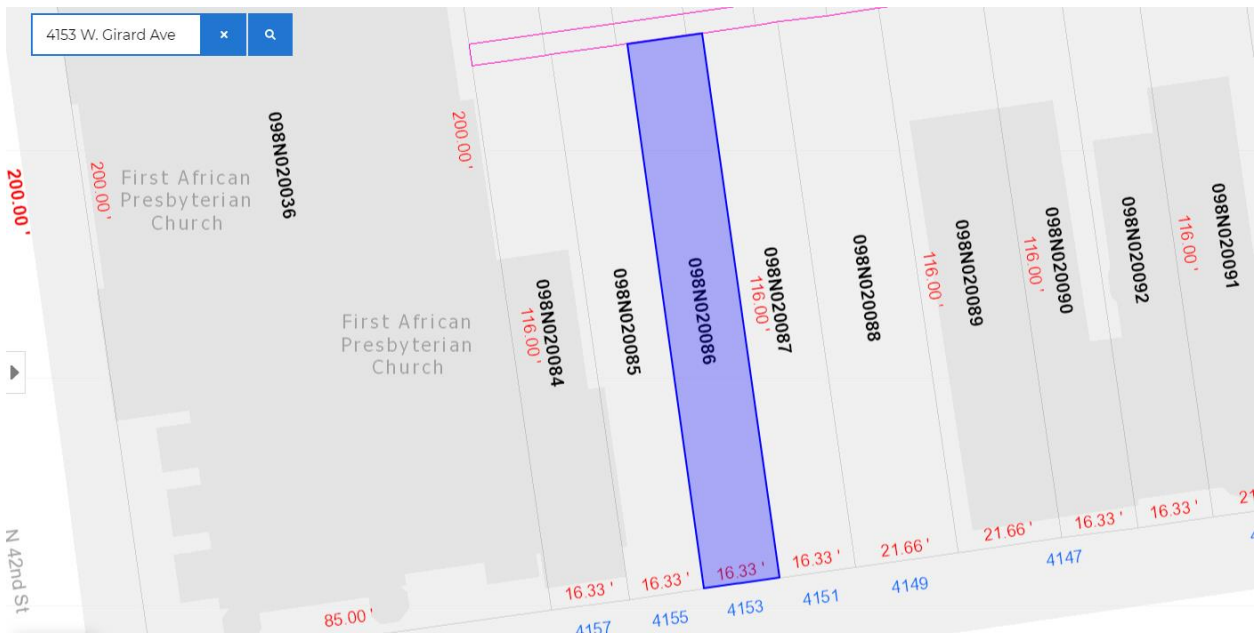 4153 W. Girard Ave
×
200.00 '
200.00 '
First African
Presbyterian
Church
098N020036
200.00 '
First African
Presbyterian
Church
098N020084
116.00 '
098N020085
098N020086
098N020087
116.00 '
098N020088
116.00 '
098N020089
116.00 '
098N020090
098N020092
116.00 '
098N020091
N 42nd St
85.00 '
16.33 '
16.33 '
16.33 '
16.33 '
21.66 '
21.66 '
16.33 '
16.33 '
21
4157
4155
4153
4151
4149
4147